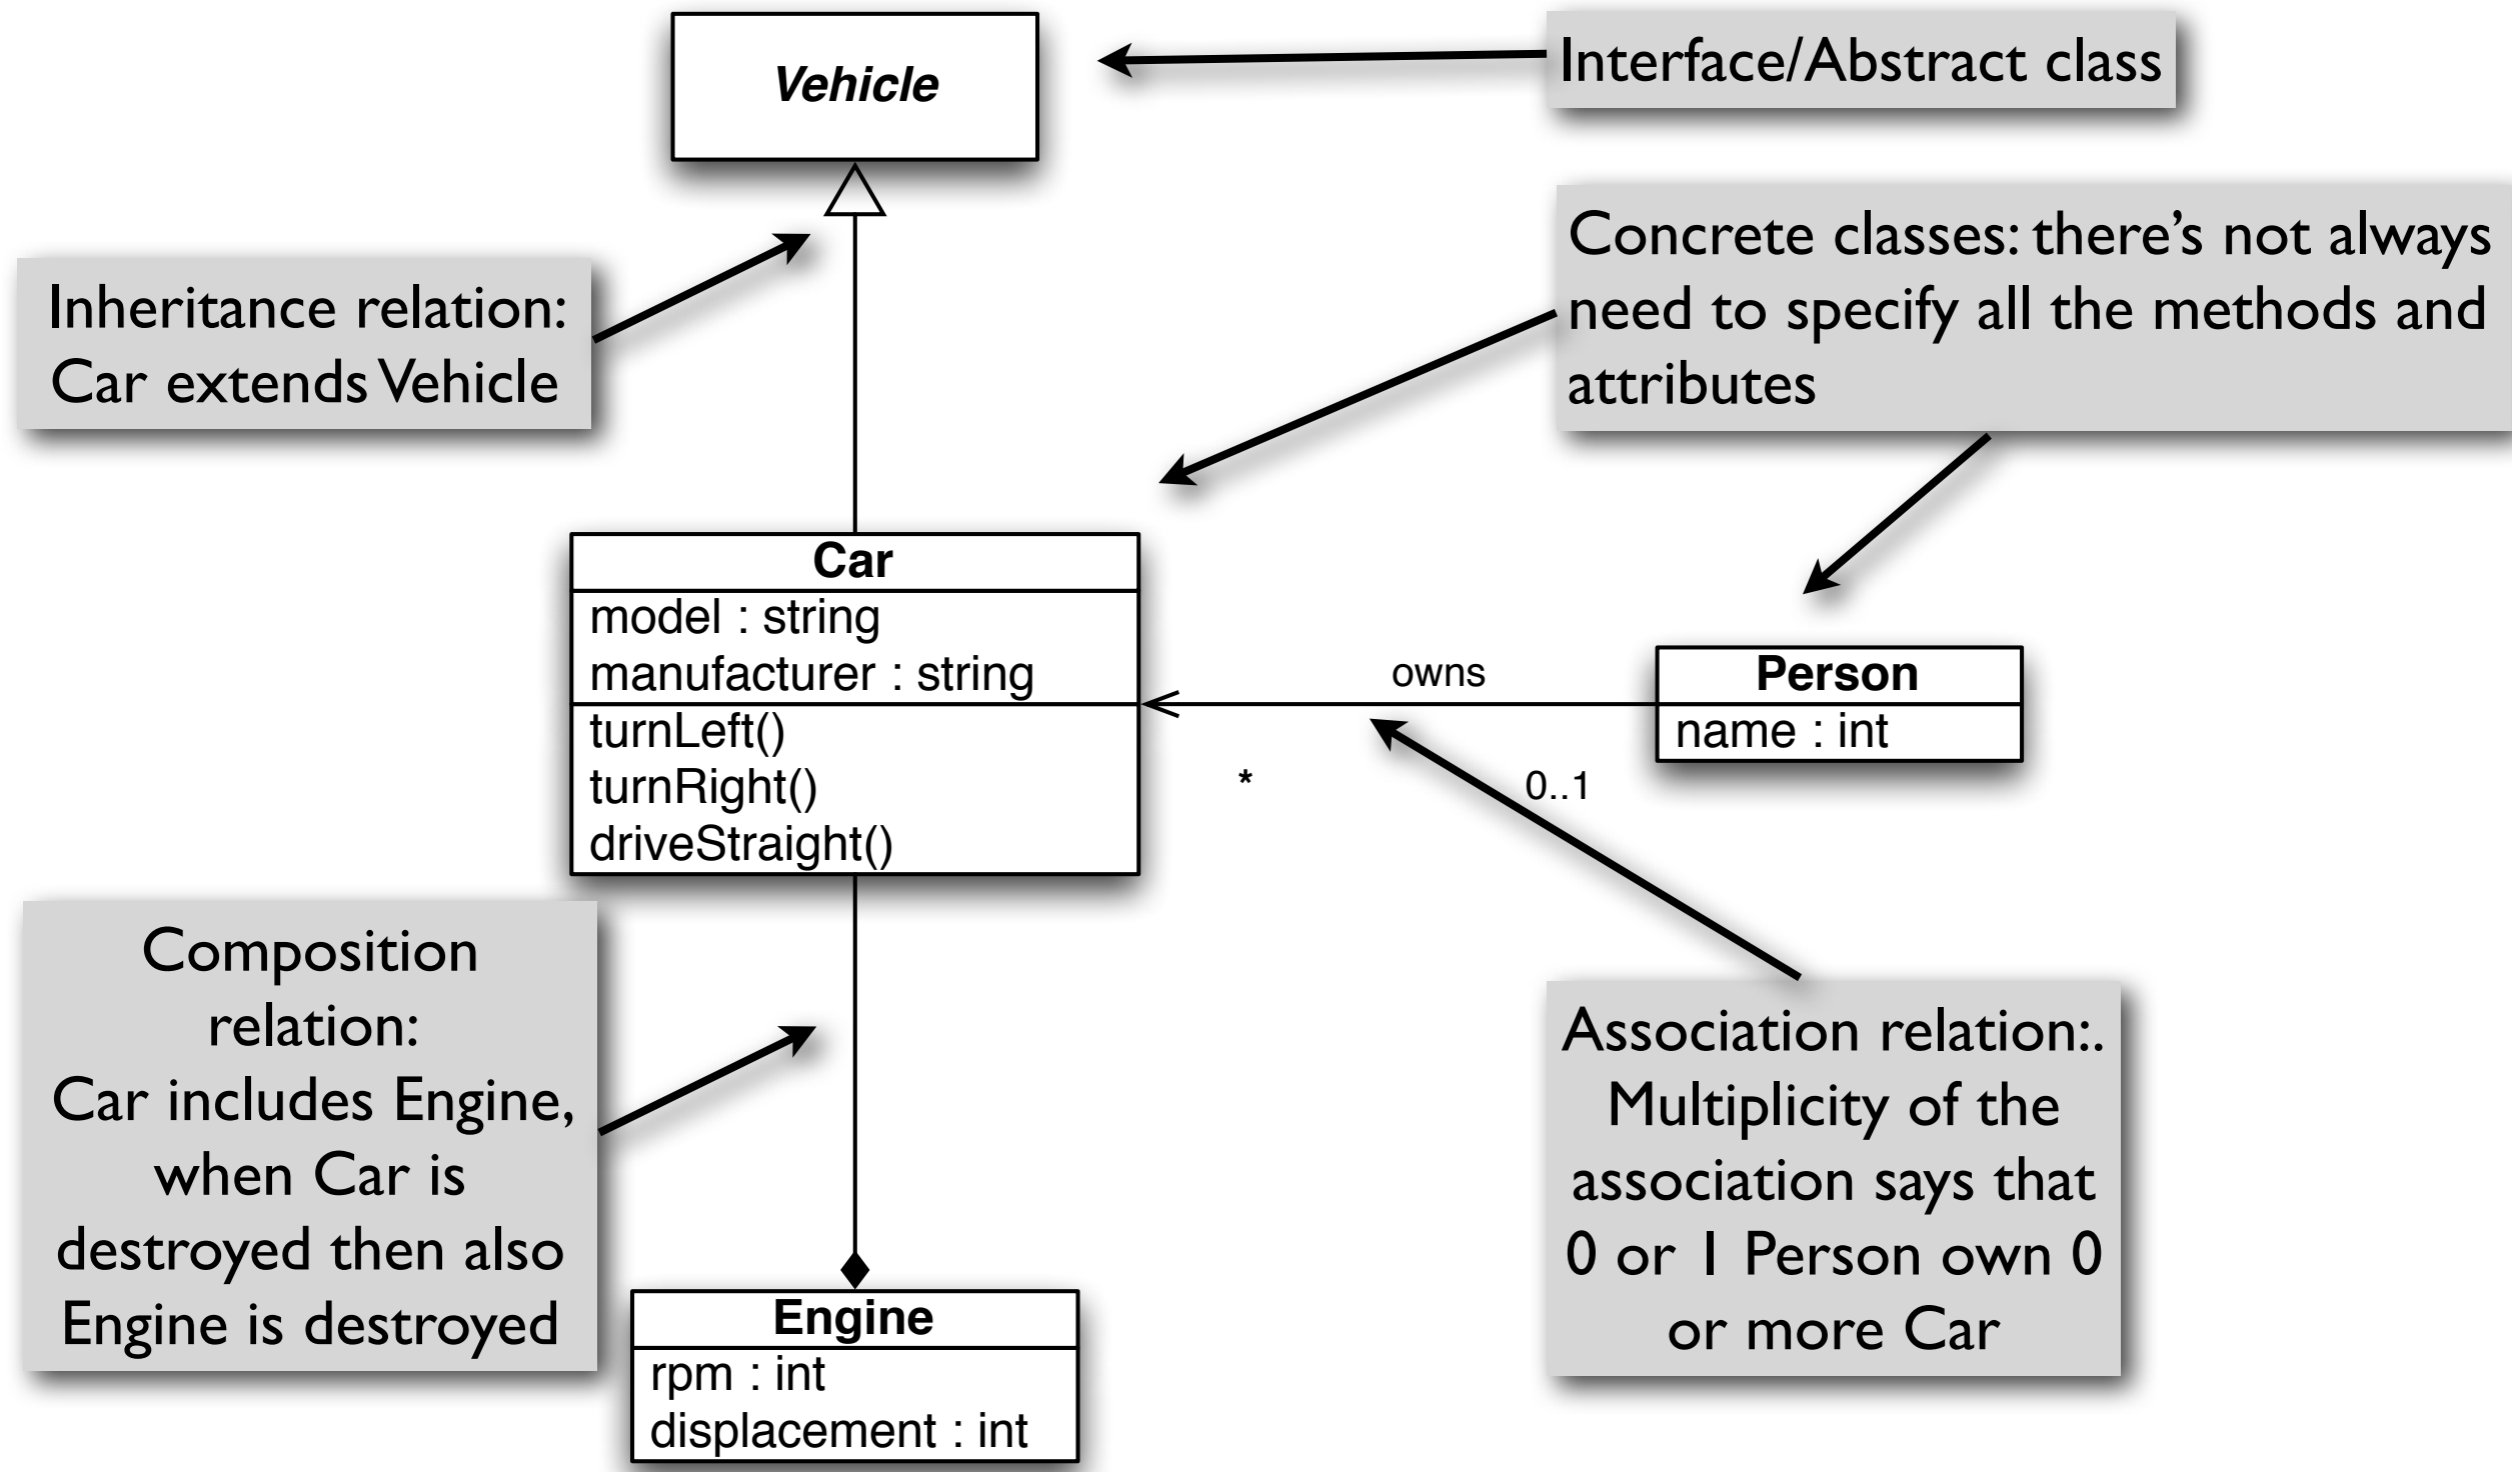 Vehicle
Interface/Abstract class
Inheritance relation:
Car extends Vehicle
Concrete classes: there's not always
need to specify all the methods and
attributes
Car
model : string
manufacturer : string
turnLeft()
turnRight()
driveStraight()
owns
*
0..1
Person
name : int
Composition
relation:
Car includes Engine,
when Car is
destroyed then also
Engine is destroyed
Association relation:.
Multiplicity of the
association says that
0 or 1 Person own 0
or more Car
Engine
rpm : int
displacement : int